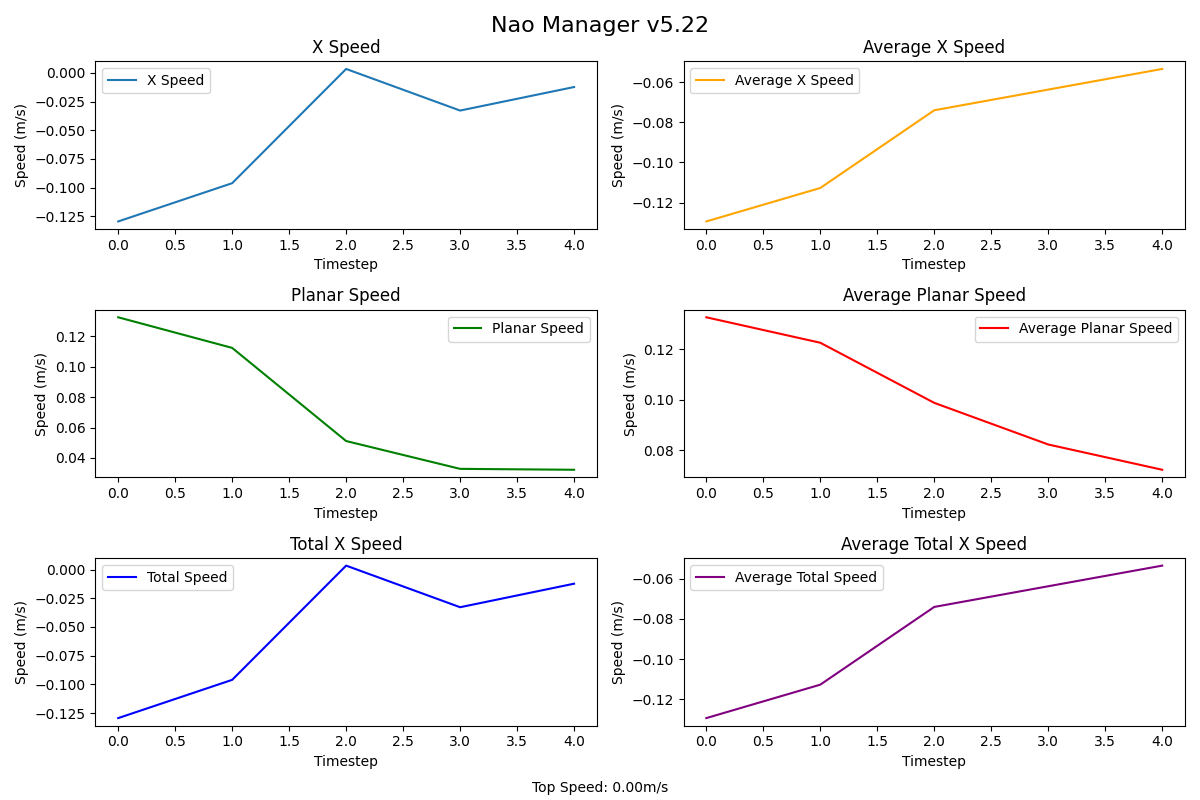 Nao Manager v5.22
X Speed
Speed (m/s)
0.000
−0.025
−0.050
−0.075
−0.100
−0.125
X Speed
0.0 0.5 1.0 1.5 2.0 2.5 3.0 3.5 4.0
Timestep
Average X Speed
Speed (m/s)
−0.06
−0.08
−0.10
−0.12
Average X Speed
0.0 0.5 1.0 1.5 2.0 2.5 3.0 3.5 4.0
Timestep
Planar Speed
Speed (m/s)
0.12
0.10
0.08
0.06
0.04
Planar Speed
0.0 0.5 1.0 1.5 2.0 2.5 3.0 3.5 4.0
Timestep
Average Planar Speed
Speed (m/s)
0.12
0.10
0.08
Average Planar Speed
0.0 0.5 1.0 1.5 2.0 2.5 3.0 3.5 4.0
Timestep
Total X Speed
Speed (m/s)
0.000
−0.025
−0.050
−0.075
−0.100
−0.125
Total Speed
0.0 0.5 1.0 1.5 2.0 2.5 3.0 3.5 4.0
Timestep
Average Total X Speed
Speed (m/s)
−0.06
−0.08
−0.10
−0.12
Average Total Speed
0.0 0.5 1.0 1.5 2.0 2.5 3.0 3.5 4.0
Timestep
Top Speed: 0.00m/s